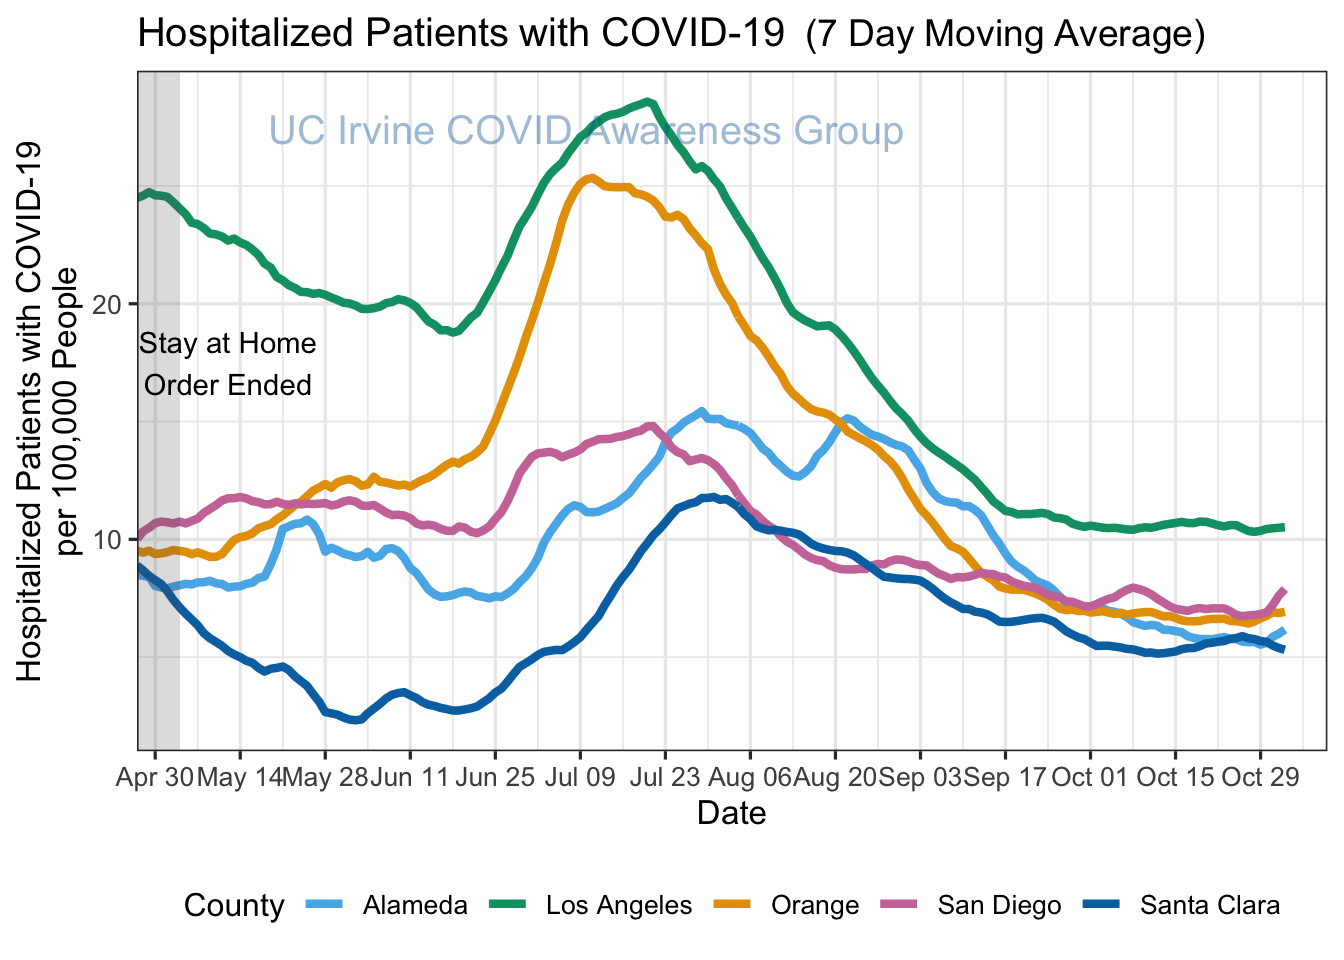 Hospitalized Patients with COVID-19 (7 Day Moving Average)
UC Irvine COVID Awareness Group
Hospitalized Patients with COVID-19
per 100,000 People
20
10
Stay at Home
Order Ended
Apr 30 May 14 May 28 Jun 11 Jun 25 Jul 09 Jul 23 Aug 06 Aug 20 Sep 03 Sep 17 Oct 01 Oct 15 Oct 29
Date
County Alameda Los Angeles Orange San Diego Santa Clara